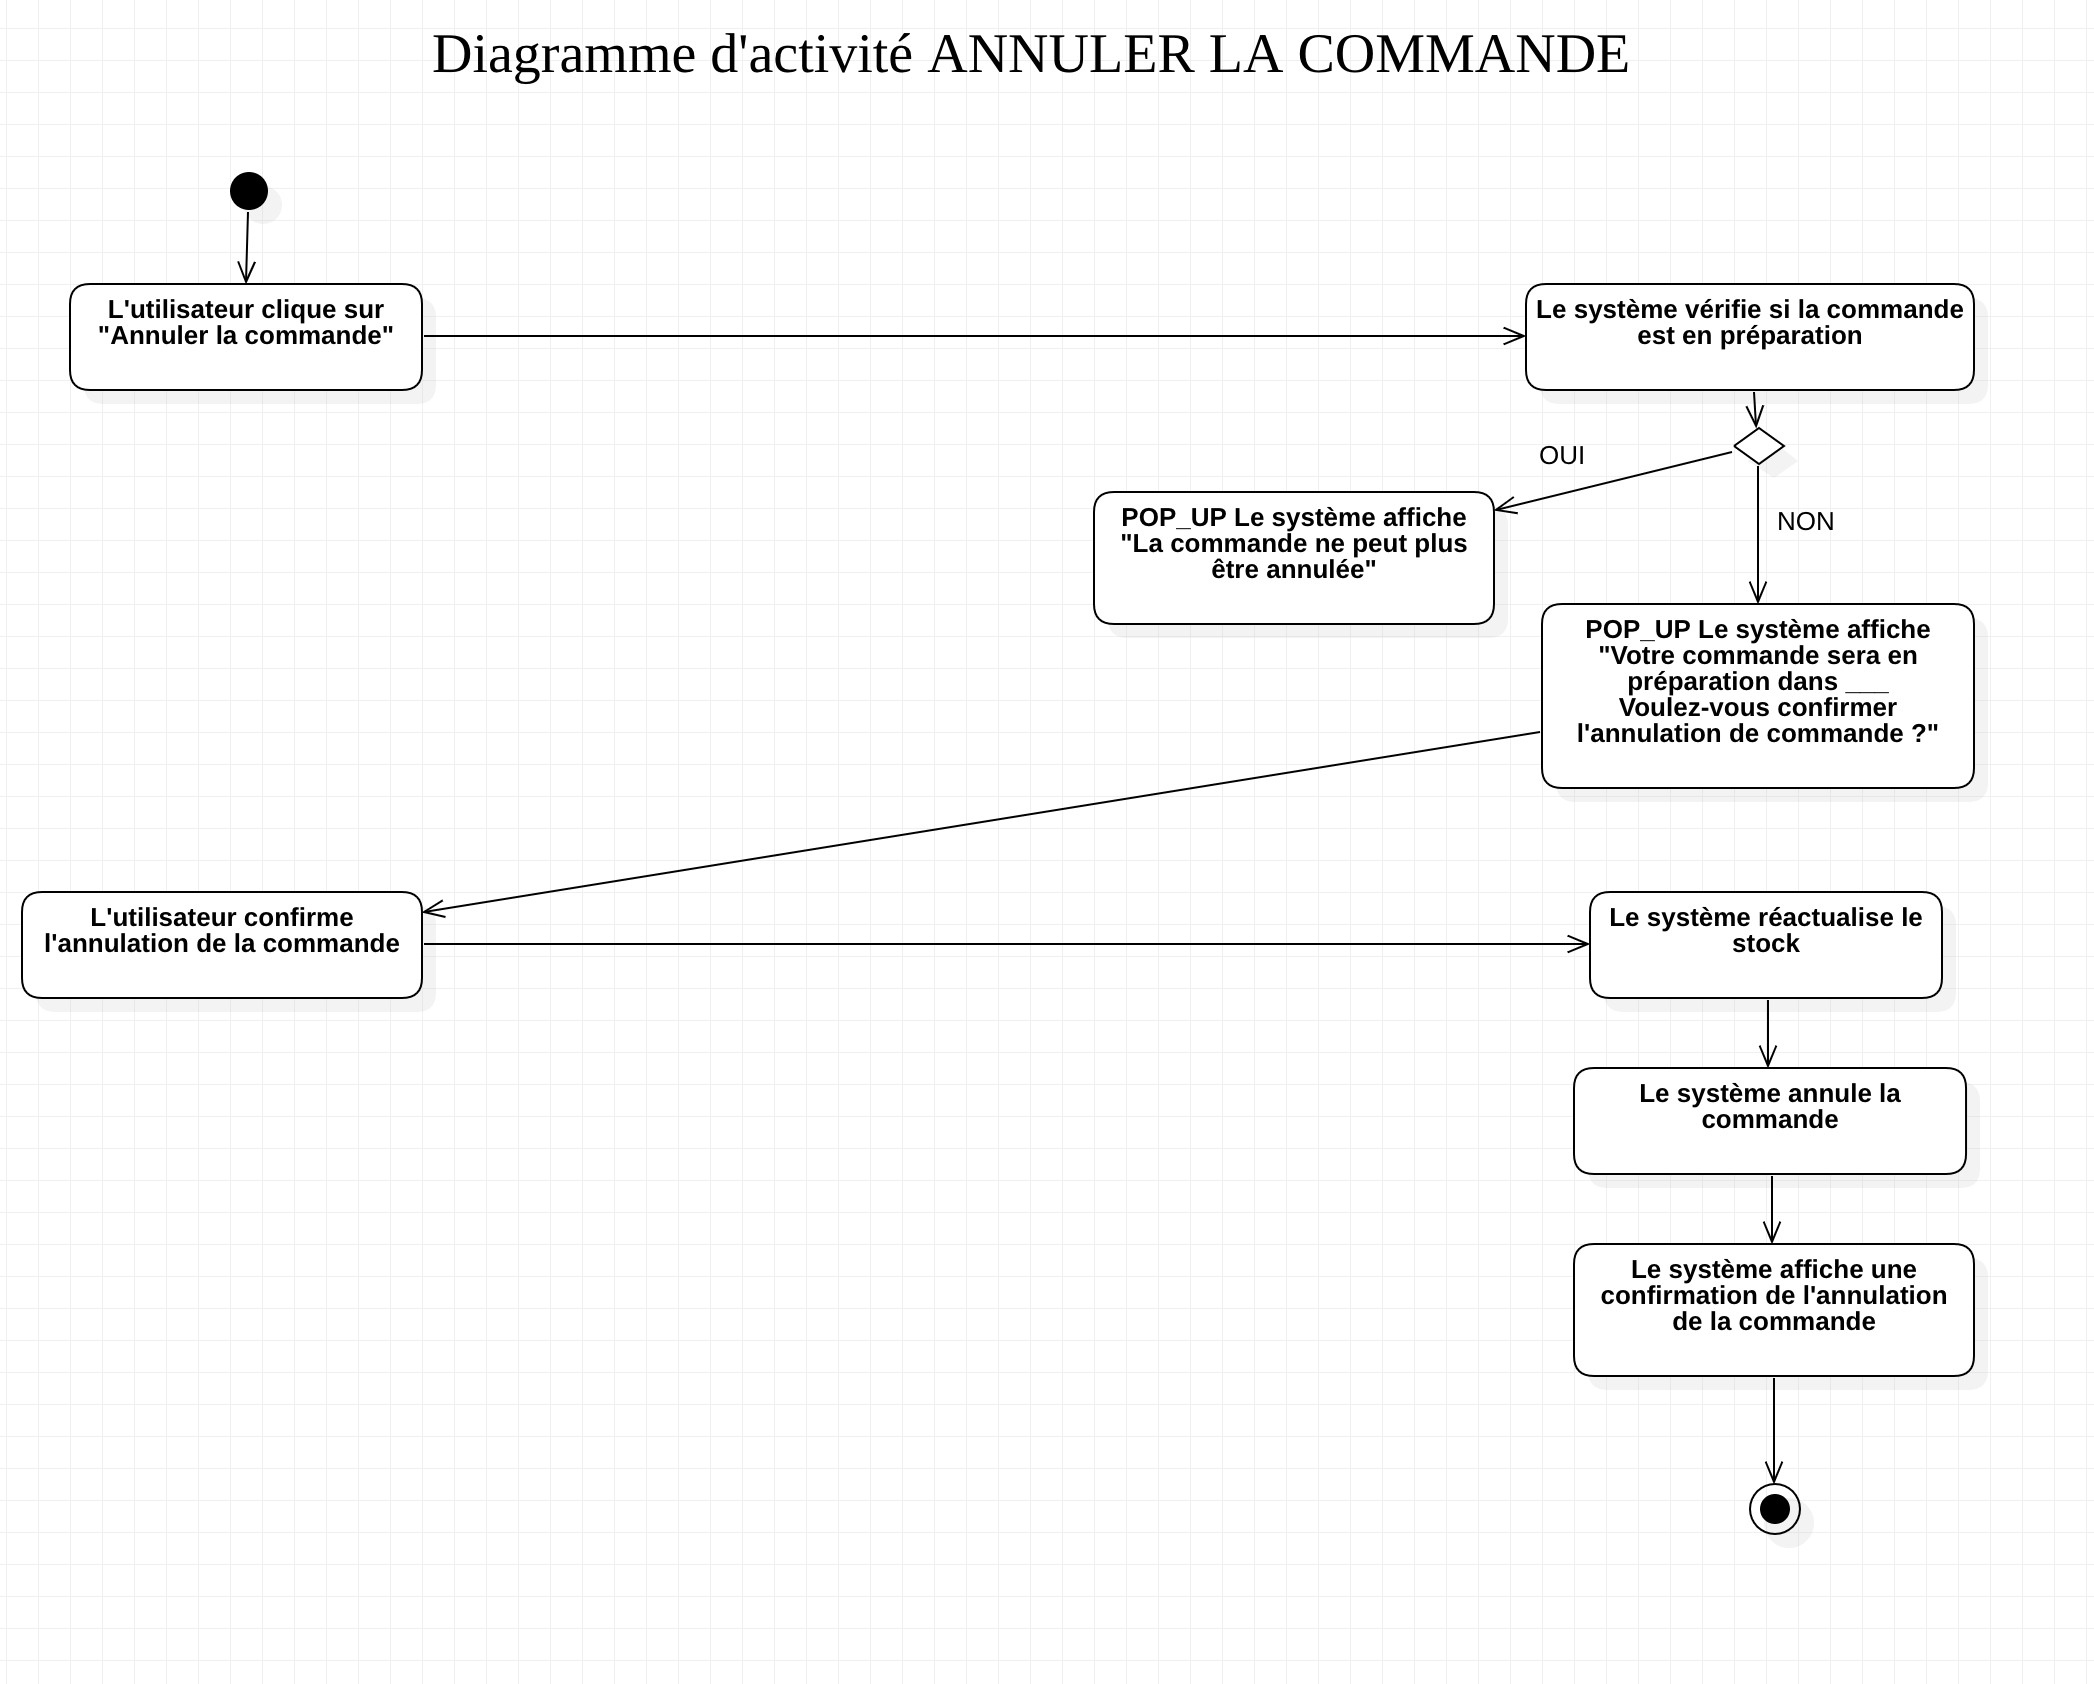 Diagramme d'activité ANNULER LA COMMANDE
L'utilisateur clique sur
"Annuler la commande"
Le système vérifie si la commande
est en préparation
OUI
NON
POP_UP Le système affiche
"La commande ne peut plus
être annulée"
POP_UP Le système affiche
"Votre commande sera en
préparation dans ___
Voulez-vous confirmer
l'annulation de commande ?"
L'utilisateur confirme
l'annulation de la commande
Le système réactualise le
stock
Le système annule la
commande
Le système affiche une
confirmation de l'annulation
de la commande